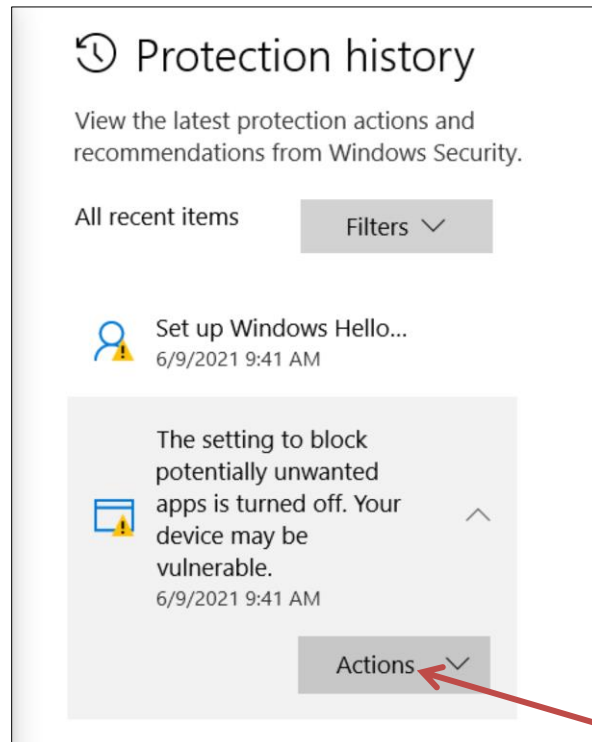 Protection history
View the latest protection actions and
recommendations from Windows Security.
All recent items
Filters
Set up Windows Hello...
6/9/2021 9:41 AM
The setting to block
potentially unwanted
apps is turned off. Your
device may be
vulnerable.
6/9/2021 9:41 AM
Actions